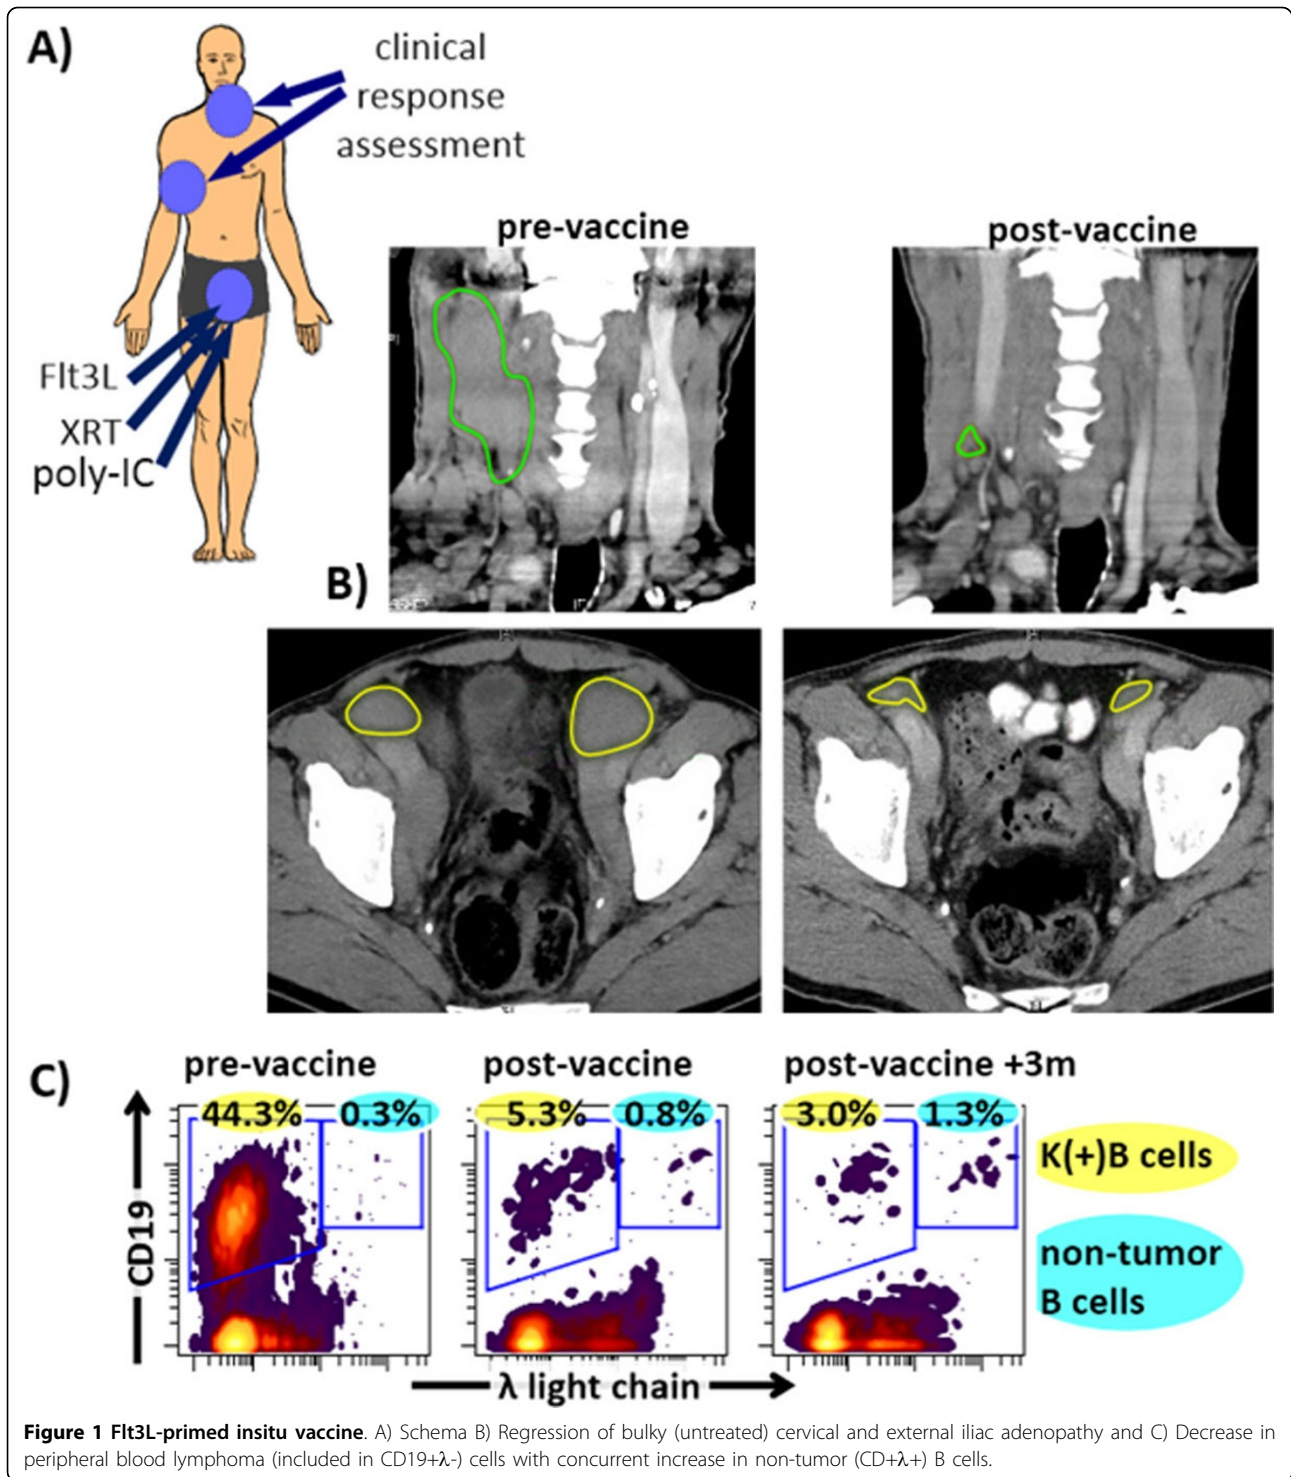 A)
clinical
response
assessment
Flt3L
XRT
poly-IC
pre-vaccine
post-vaccine
B)
C)
pre-vaccine
post-vaccine
post-vaccine +3m
44.3%
0.3%
5.3%
0.8%
3.0%
1.3%
CD19
K(+)B cells
non-tumor
B cells
λ light chain
Figure 1 Flt3L-primed insitu vaccine. A) Schema B) Regression of bulky (untreated) cervical and external iliac adenopathy and C) Decrease in
peripheral blood lymphoma (included in CD19+λ-) cells with concurrent increase in non-tumor (CD+λ+) B cells.